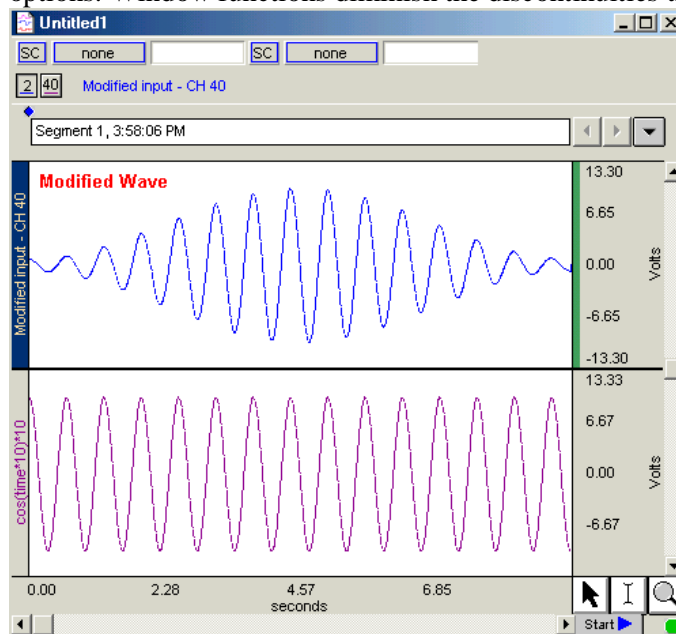 Untitled1
SC none SC none
2 40 Modified input - CH 40
Segment 1, 3:58:06 PM
Modified Wave
Modified input - CH 40
13.30
6.65
0.00
-6.65
-13.30
Volts
cos(time*10)*10
13.33
6.67
0.00
-6.67
Volts
0.00 2.28 4.57 6.85
seconds
Start